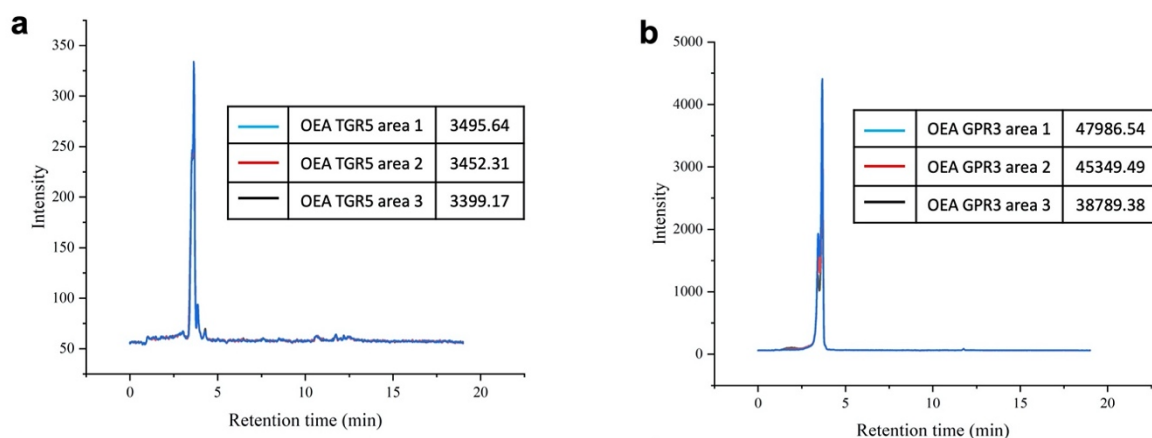 a
350
300
250
200
150
100
50
Intensity
OEA TGR5 area 1 3495.64
OEA TGR5 area 2 3452.31
OEA TGR5 area 3 3399.17
0 5 10 15 20
Retention time (min)
b
5000
4000
3000
2000
1000
0
Intensity
OEA GPR3 area 1 47986.54
OEA GPR3 area 2 45349.49
OEA GPR3 area 3 38789.38
0 5 10 15 20
Retention time (min)